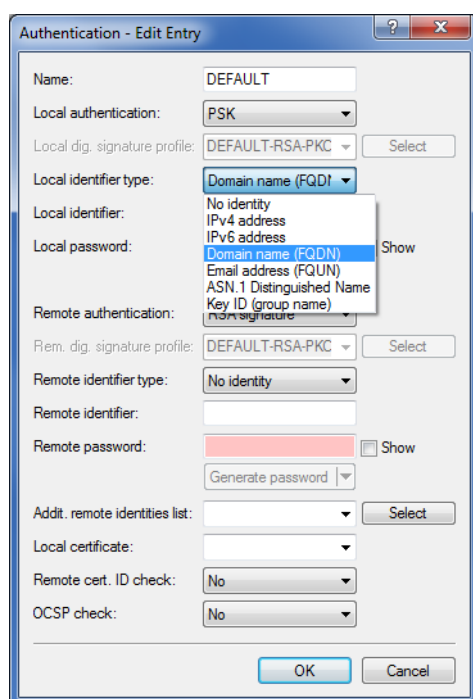 Authentication - Edit Entry
Name: DEFAULT
Local authentication: PSK
Local dig. signature profile: DEFAULT-RSA-PKC Select
Local identifier type: Domain name (FQDN
No identity
Local identifier: IPv4 address
IPv6 address
Local password: Domain name (FQDN) Show
Email address (FQUN)
ASN.1 Distinguished Name
Key ID (group name)
Remote authentication: RSA signature
Rem. dig. signature profile: DEFAULT-RSA-PKC Select
Remote identifier type: No identity
Remote identifier:
Remote password: Show
Generate password
Addit. remote identities list: Select
Local certificate:
Remote cert. ID check: No
OCSP check: No
OK Cancel